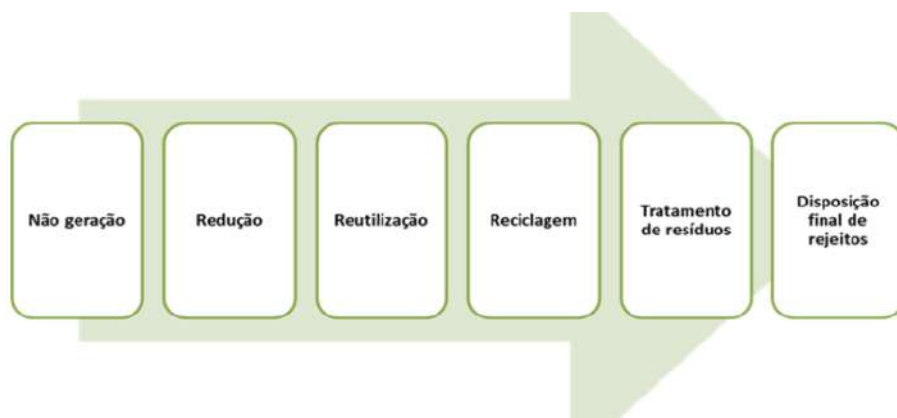 Não geração
Redução
Reutilização
Reciclagem
Tratamento
de resíduos
Disposição
final de
rejeitos